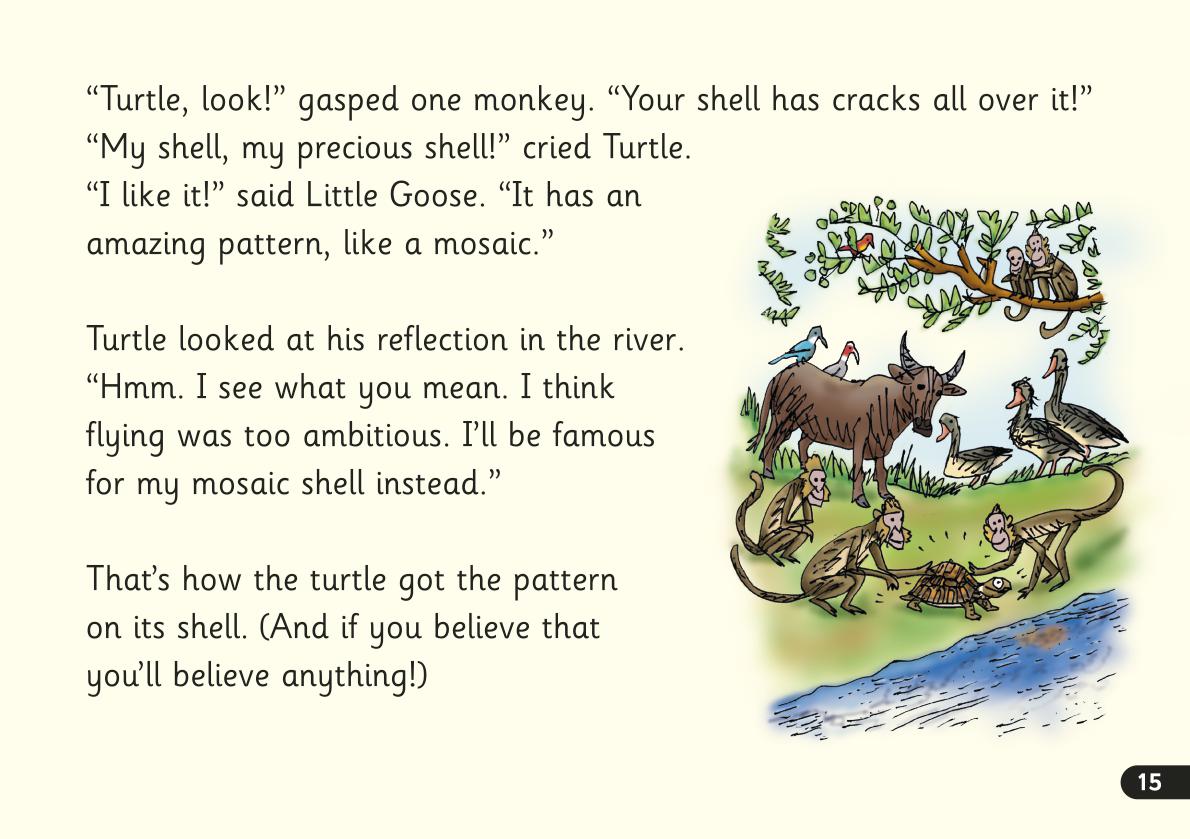 “Turtle, look!” gasped one monkey. “Your shell has cracks all over it!”
“My shell, my precious shell!” cried Turtle.
“I like it!” said Little Goose. “It has an
amazing pattern, like a mosaic.”
Turtle looked at his reflection in the river.
“Hmm. I see what you mean. I think
flying was too ambitious. I’ll be famous
for my mosaic shell instead.”
That’s how the turtle got the pattern
on its shell. (And if you believe that
you’ll believe anything!)
15